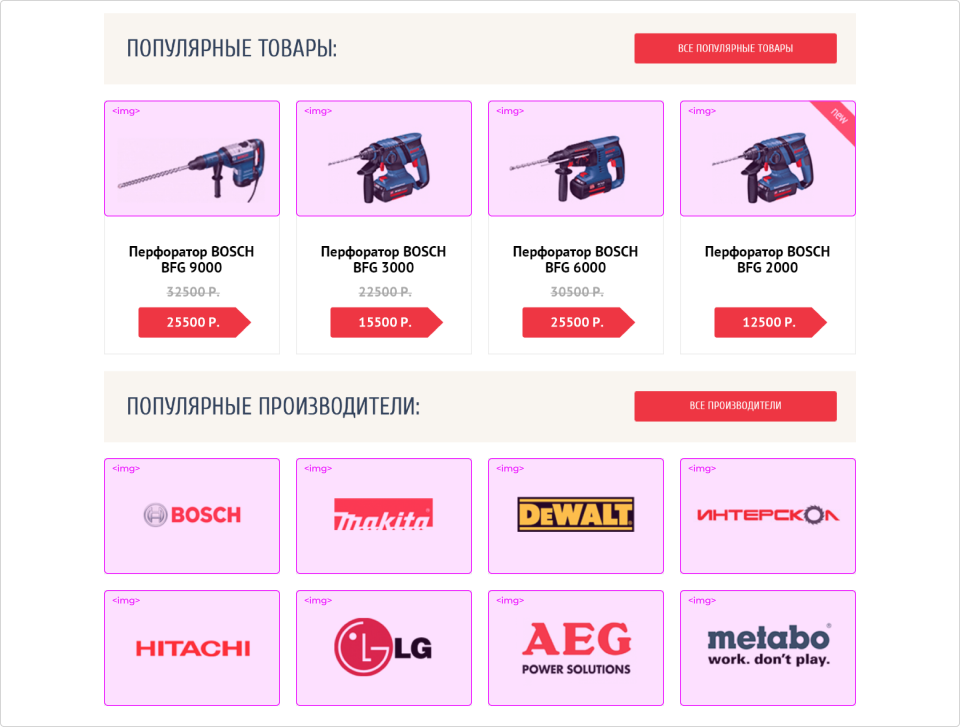 ПОПУЛЯРНЫЕ ТОВАРЫ:
ВСЕ ПОПУЛЯРНЫЕ ТОВАРЫ
<img> <img> <img> <img>
new
Перфоратор BOSCH
BFG 9000
32500 Р.
25500 Р.
Перфоратор BOSCH
BFG 3000
22500 Р.
15500 Р.
Перфоратор BOSCH
BFG 6000
30500 Р.
25500 Р.
Перфоратор BOSCH
BFG 2000
12500 Р.
ПОПУЛЯРНЫЕ ПРОИЗВОДИТЕЛИ:
ВСЕ ПРОИЗВОДИТЕЛИ
<img> <img> <img> <img>
BOSCH
makita®
DEWALT
ИНТЕРСКОЛ
<img> <img> <img> <img>
HITACHI
LG
AEG
POWER SOLUTIONS
metabo®
work. don't play.